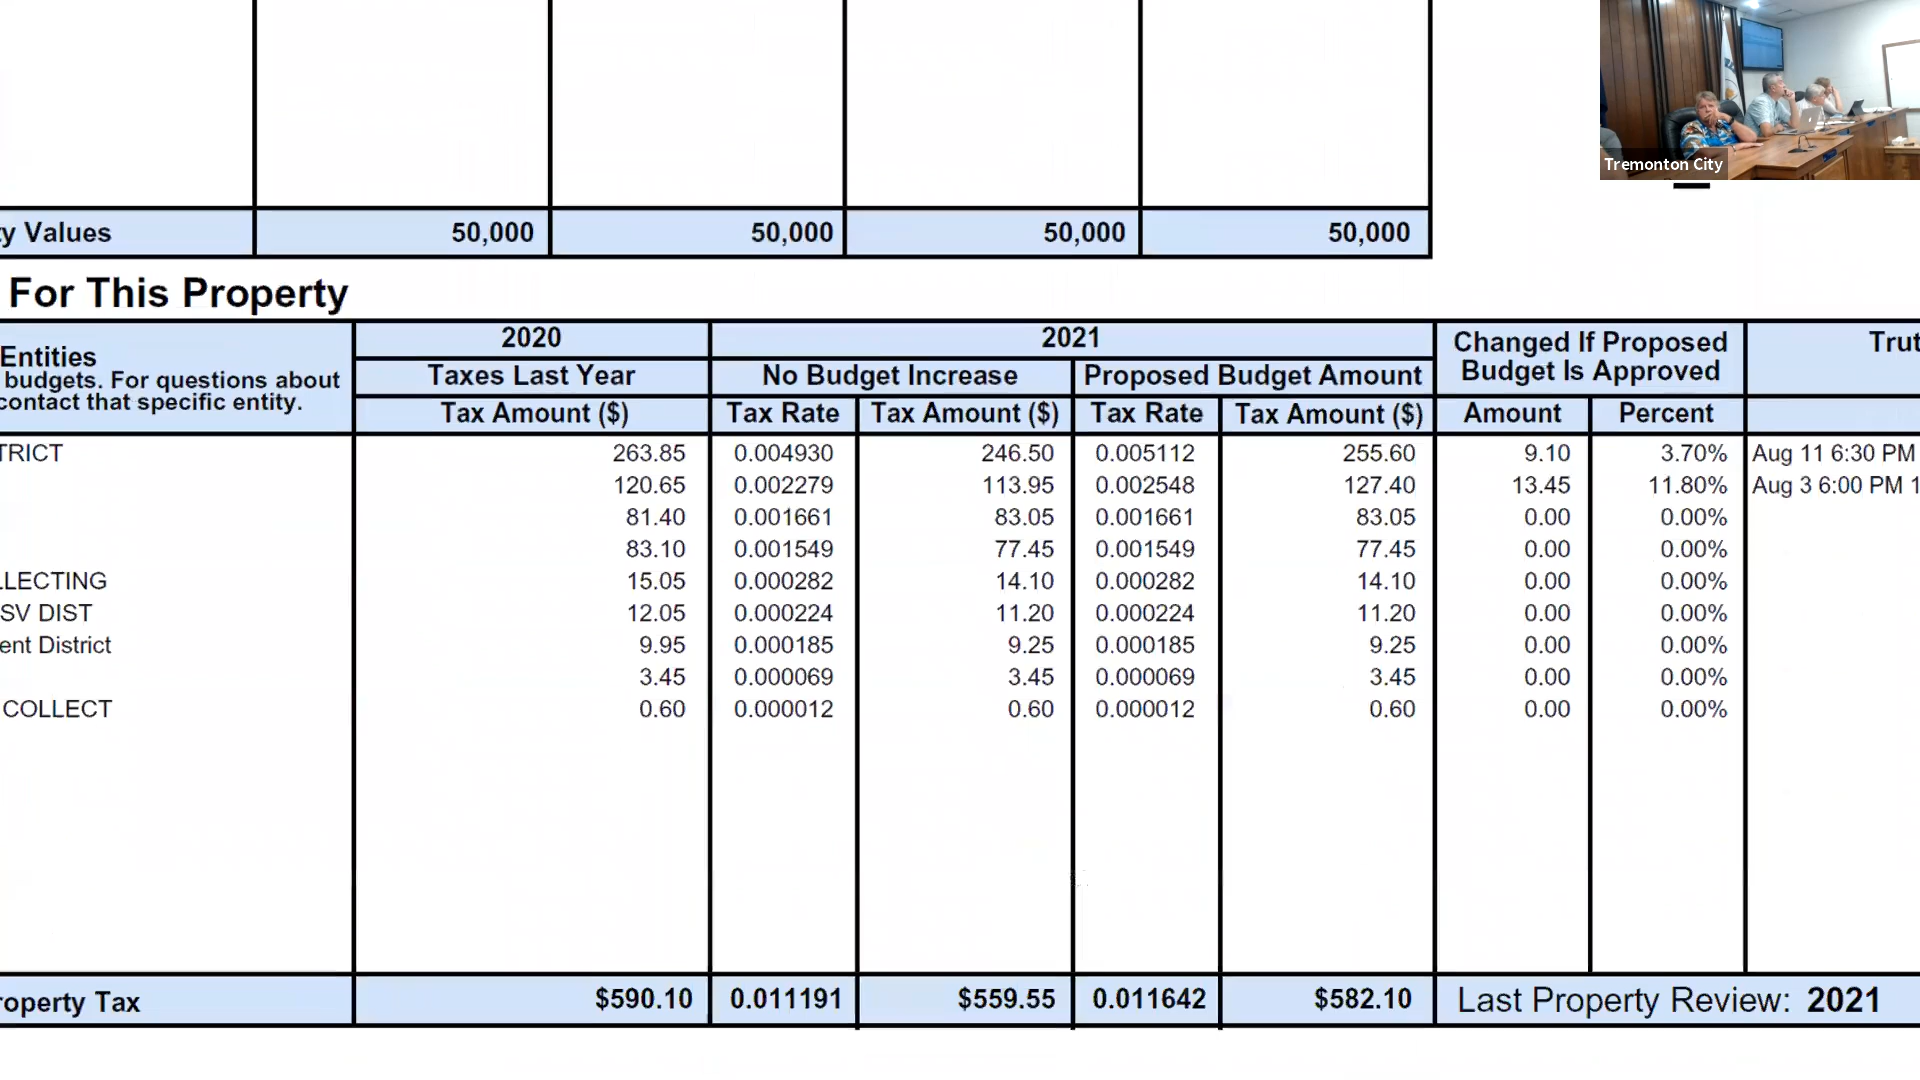 Tremonton City
ty Values 50,000 50,000 50,000 50,000
For This Property
Entities
budgets. For questions about
contact that specific entity.
2020 2021 Changed If Proposed Budget Is Approved Trut
Taxes Last Year No Budget Increase Proposed Budget Amount
Tax Amount ($) Tax Rate Tax Amount ($) Tax Rate Tax Amount ($) Amount Percent
TRICT 263.85 0.004930 246.50 0.005112 255.60 9.10 3.70% Aug 11 6:30 PM
120.65 0.002279 113.95 0.002548 127.40 13.45 11.80% Aug 3 6:00 PM 1
81.40 0.001661 83.05 0.001661 83.05 0.00 0.00%
83.10 0.001549 77.45 0.001549 77.45 0.00 0.00%
LLECTING 15.05 0.000282 14.10 0.000282 14.10 0.00 0.00%
SV DIST 12.05 0.000224 11.20 0.000224 11.20 0.00 0.00%
ent District 9.95 0.000185 9.25 0.000185 9.25 0.00 0.00%
3.45 0.000069 3.45 0.000069 3.45 0.00 0.00%
COLLECT 0.60 0.000012 0.60 0.000012 0.60 0.00 0.00%
roperty Tax $590.10 0.011191 $559.55 0.011642 $582.10 Last Property Review: 2021